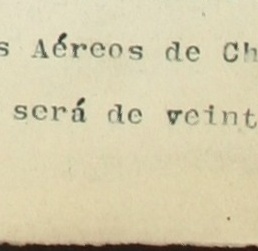 s Aéreos de Ch
será de veint